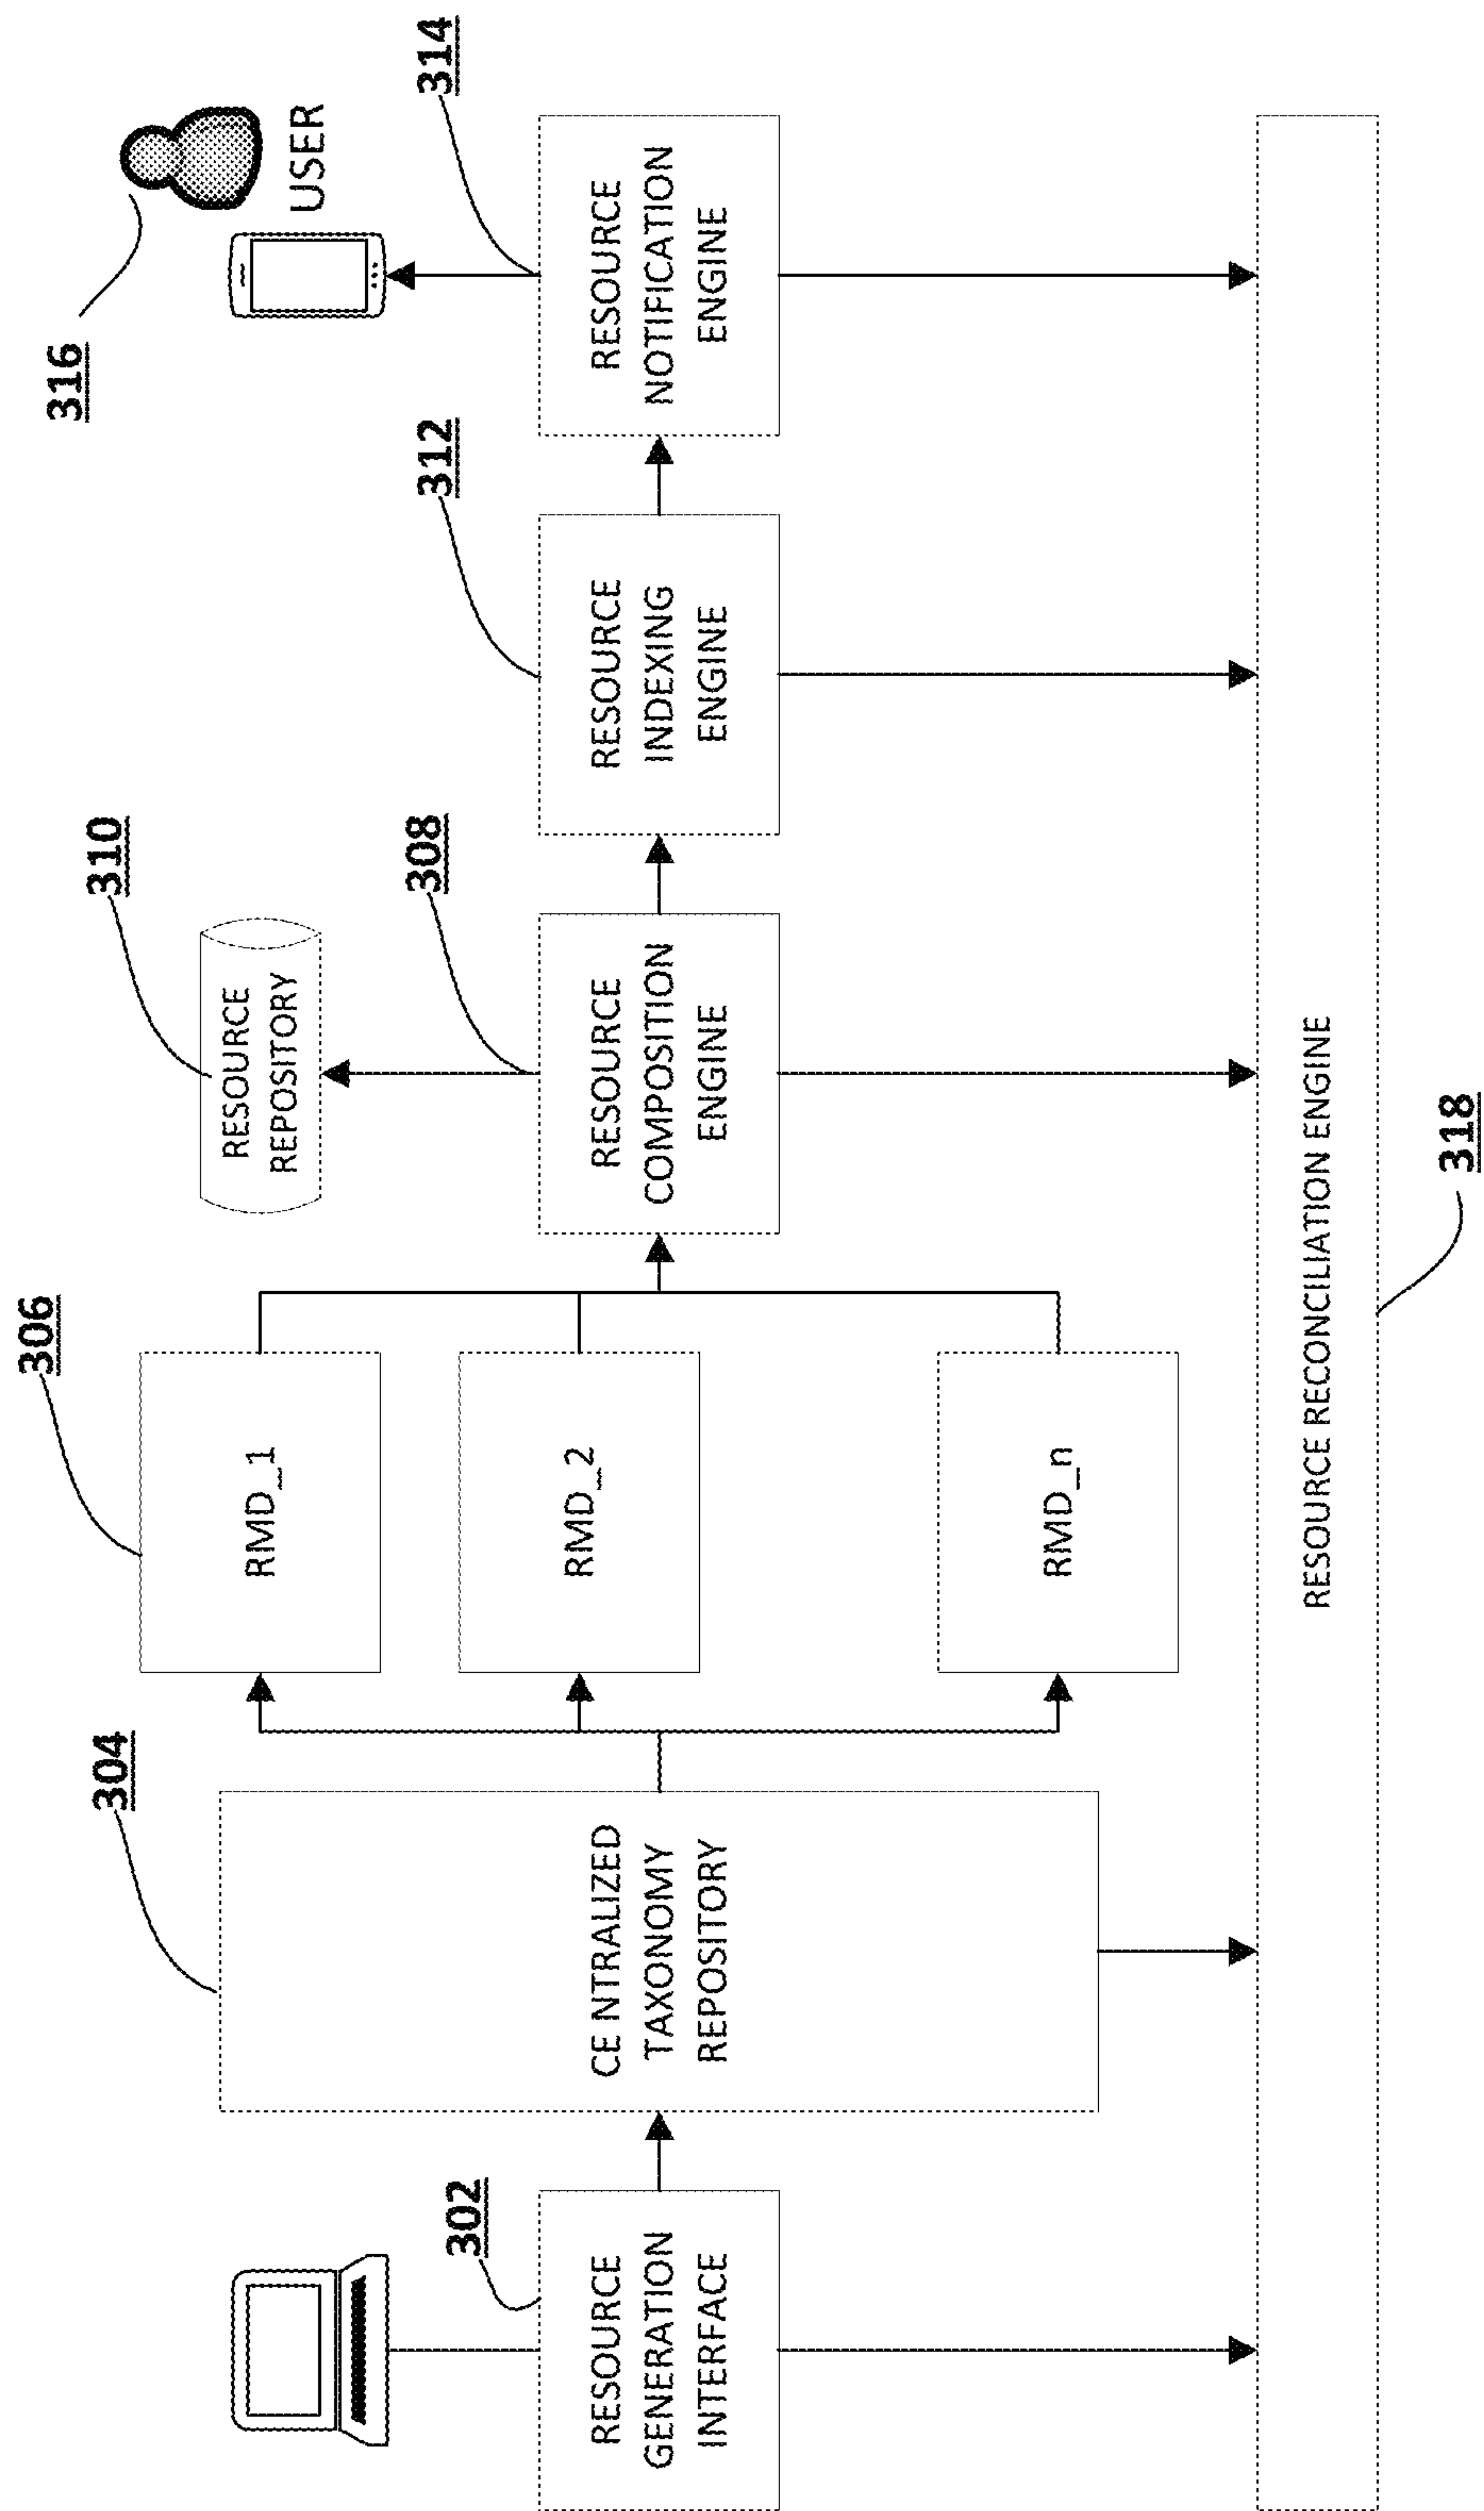 302
RESOURCE
GENERATION
INTERFACE
304
CE NTRALIZED
TAXONOMY
REPOSITORY
306
RMD_1
RMD_2
RMD_n
310
RESOURCE
REPOSITORY
308
RESOURCE
COMPOSITION
ENGINE
312
RESOURCE
INDEXING
ENGINE
316
USER
314
RESOURCE
NOTIFICATION
ENGINE
RESOURCE RECONCILIATION ENGINE
318